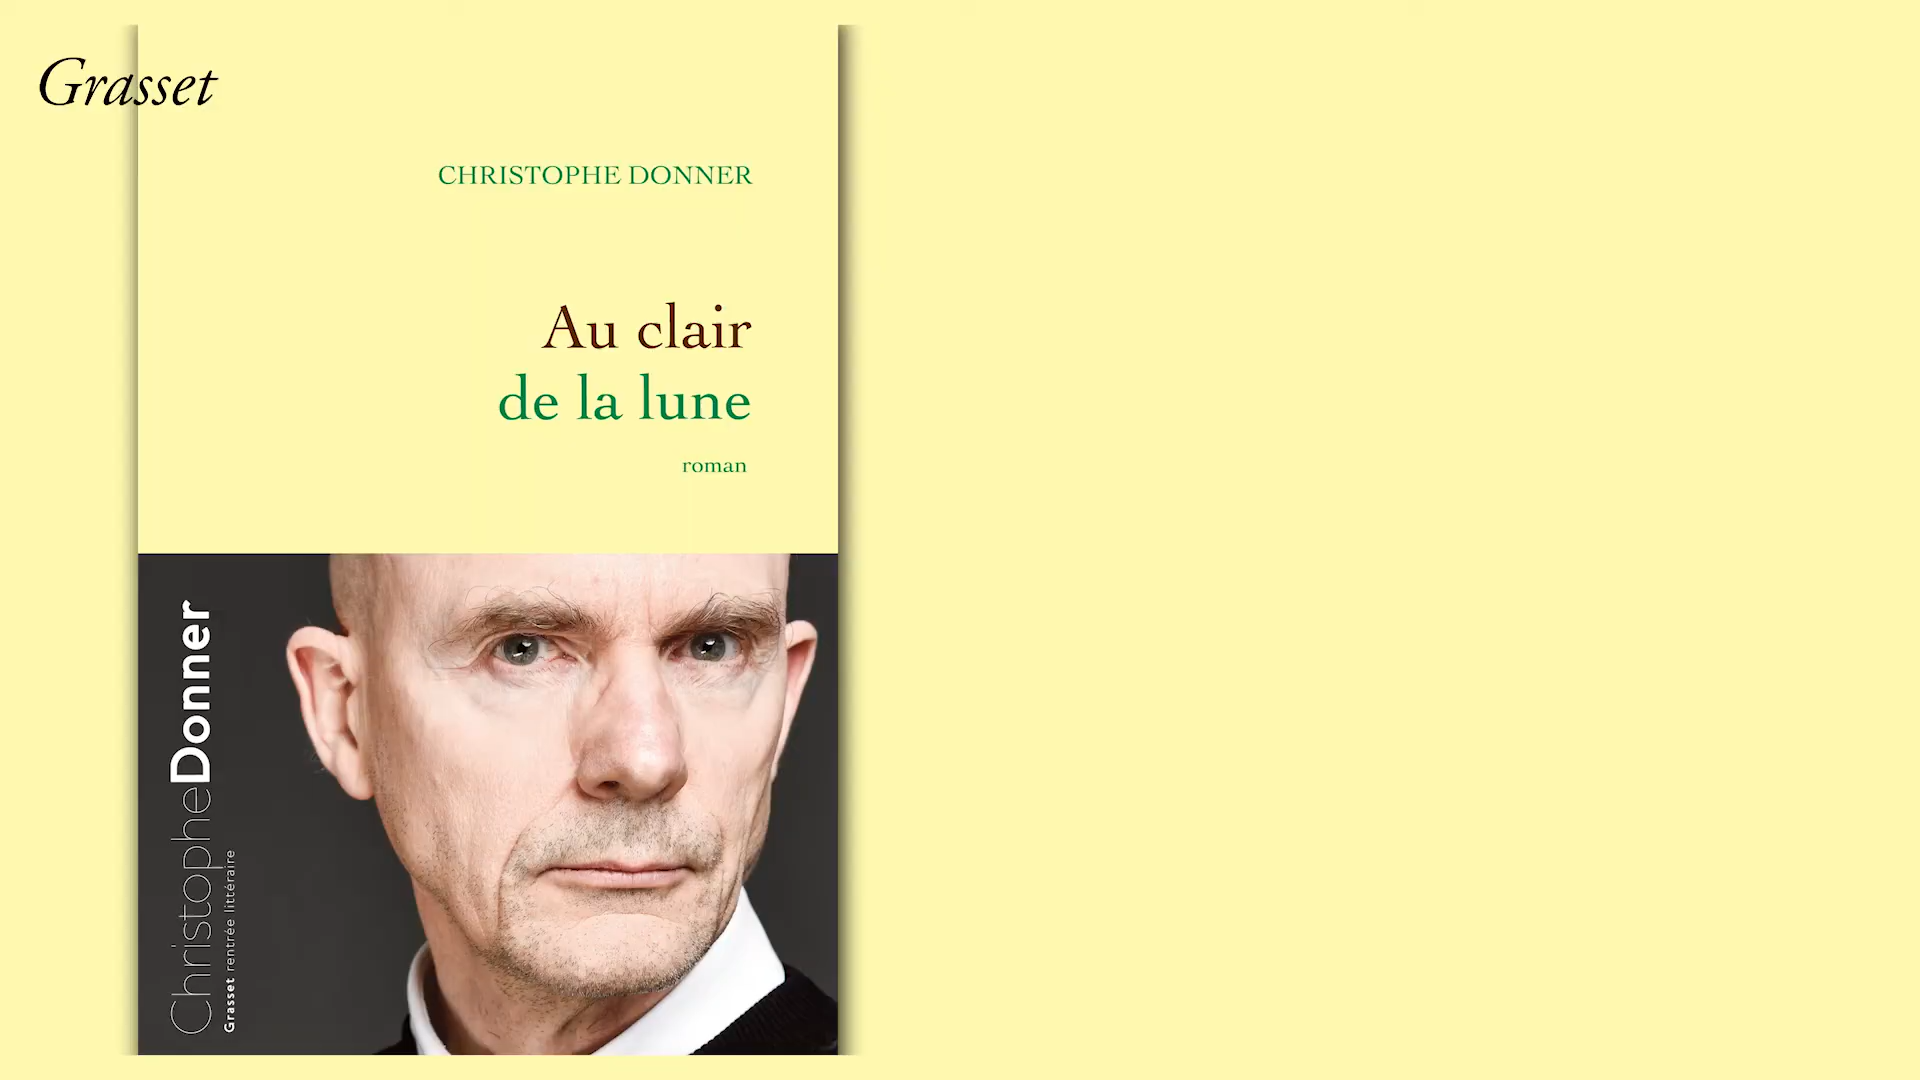 Grasset
CHRISTOPHE DONNER
Au clair
de la lune
roman
ChristopheDonner
Grasset rentrée littéraire